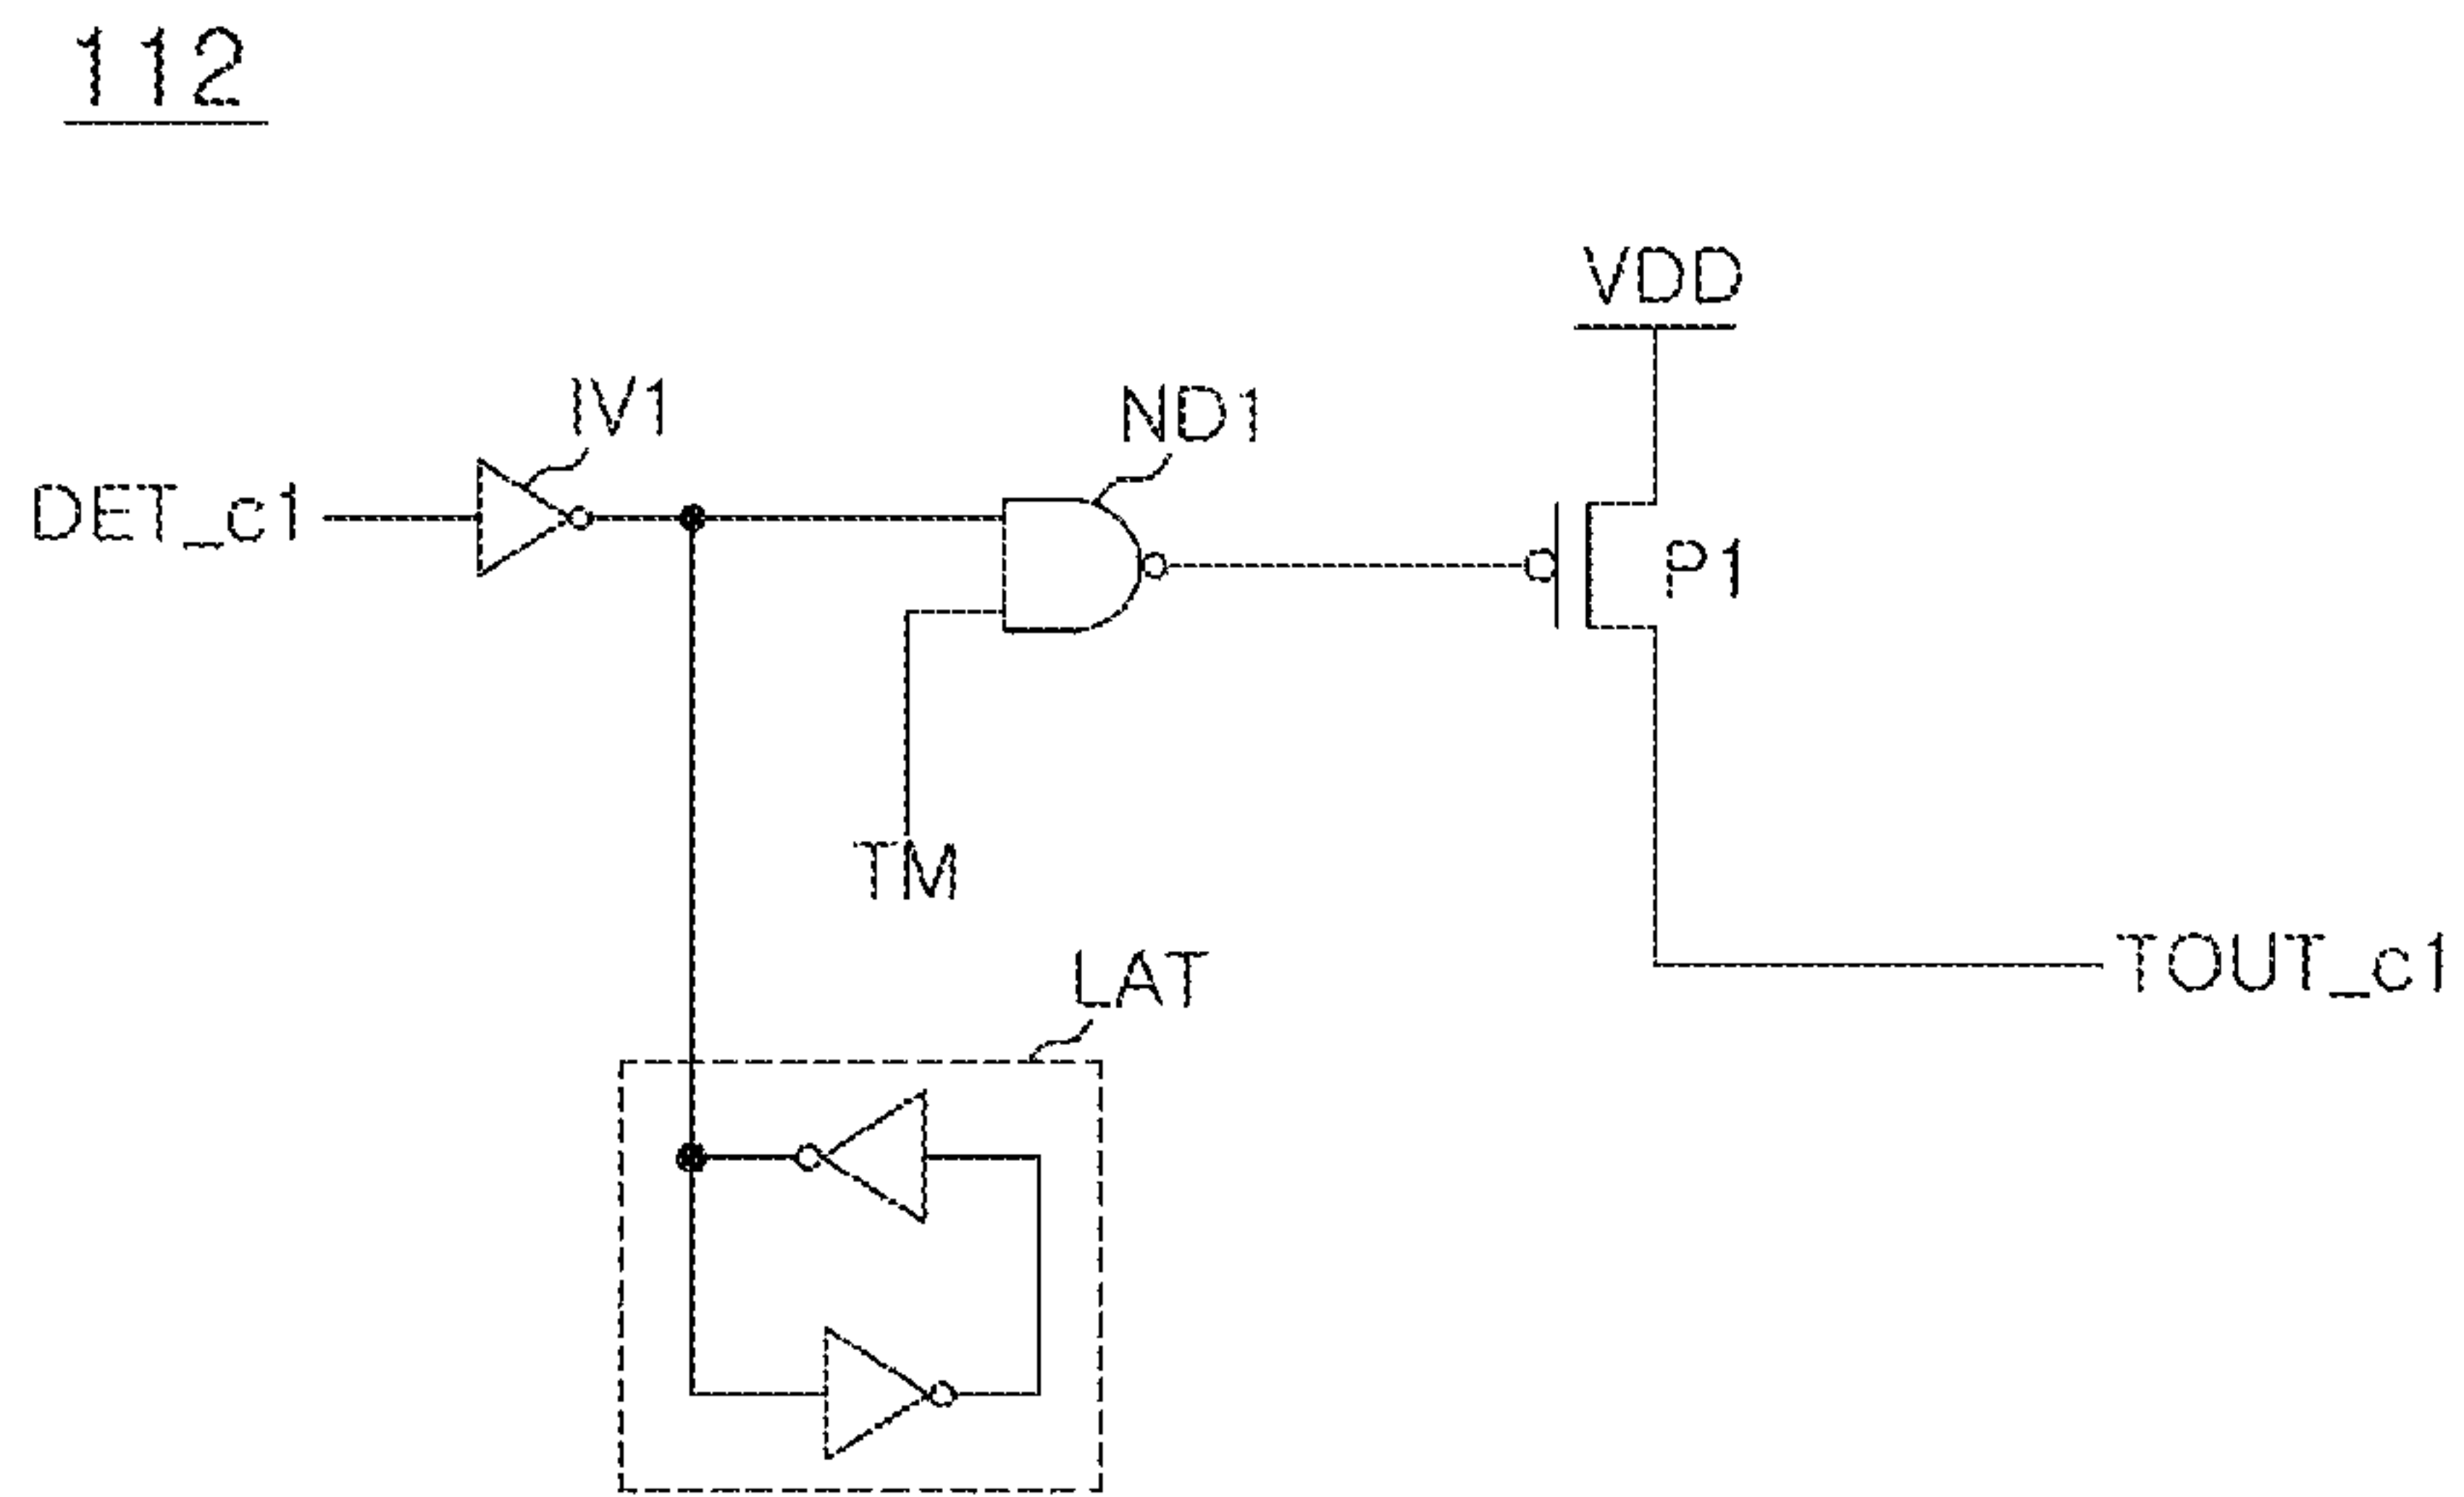 112
VDD
IV1
ND1
DET_c1
P1
TM
LAT
TOUT_c1